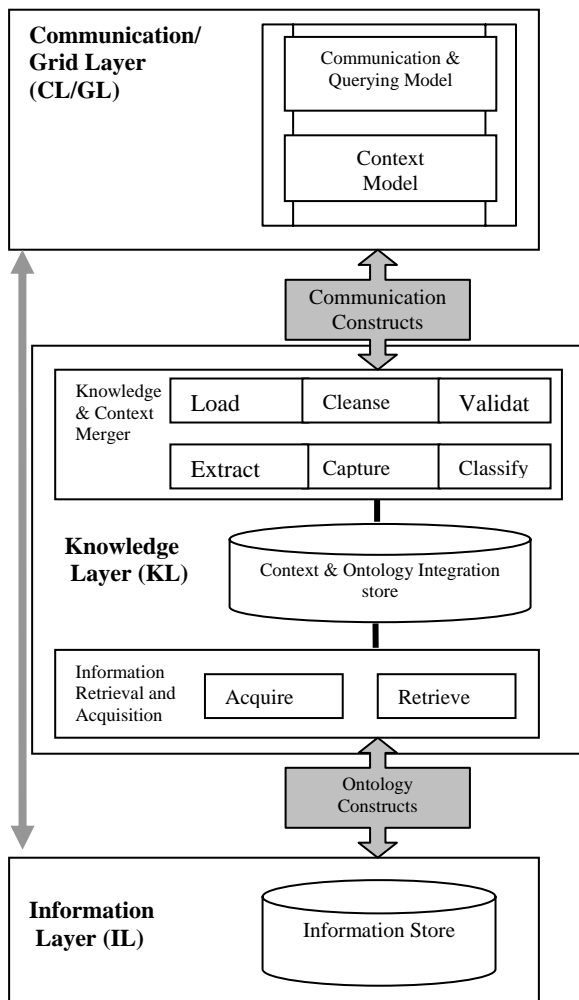 Communication/
Grid Layer
(CL/GL)
Communication &
Querying Model
Context
Model
Communication
Constructs
Knowledge
& Context
Merger
Load
Cleanse
Validat
Extract
Capture
Classify
Knowledge
Layer (KL)
Context & Ontology Integration
store
Information
Retrieval and
Acquisition
Acquire
Retrieve
Ontology
Constructs
Information
Layer (IL)
Information Store